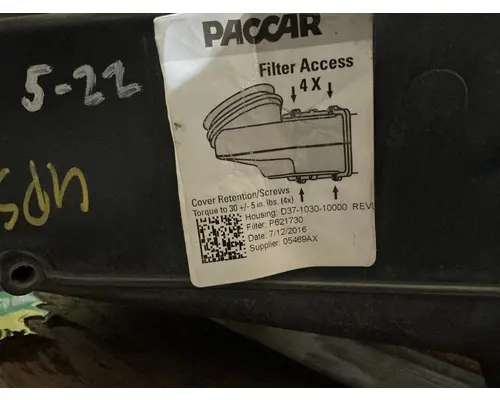 PACCAR
5-22
Filter Access
4 X
Cover Retention/Screws
Torque to 30 +/- 5 in. lbs. (4x)
Housing: D37-1030-10000 REV
Filter: P621730
Date: 7/12/2016
Supplier: 05469AX